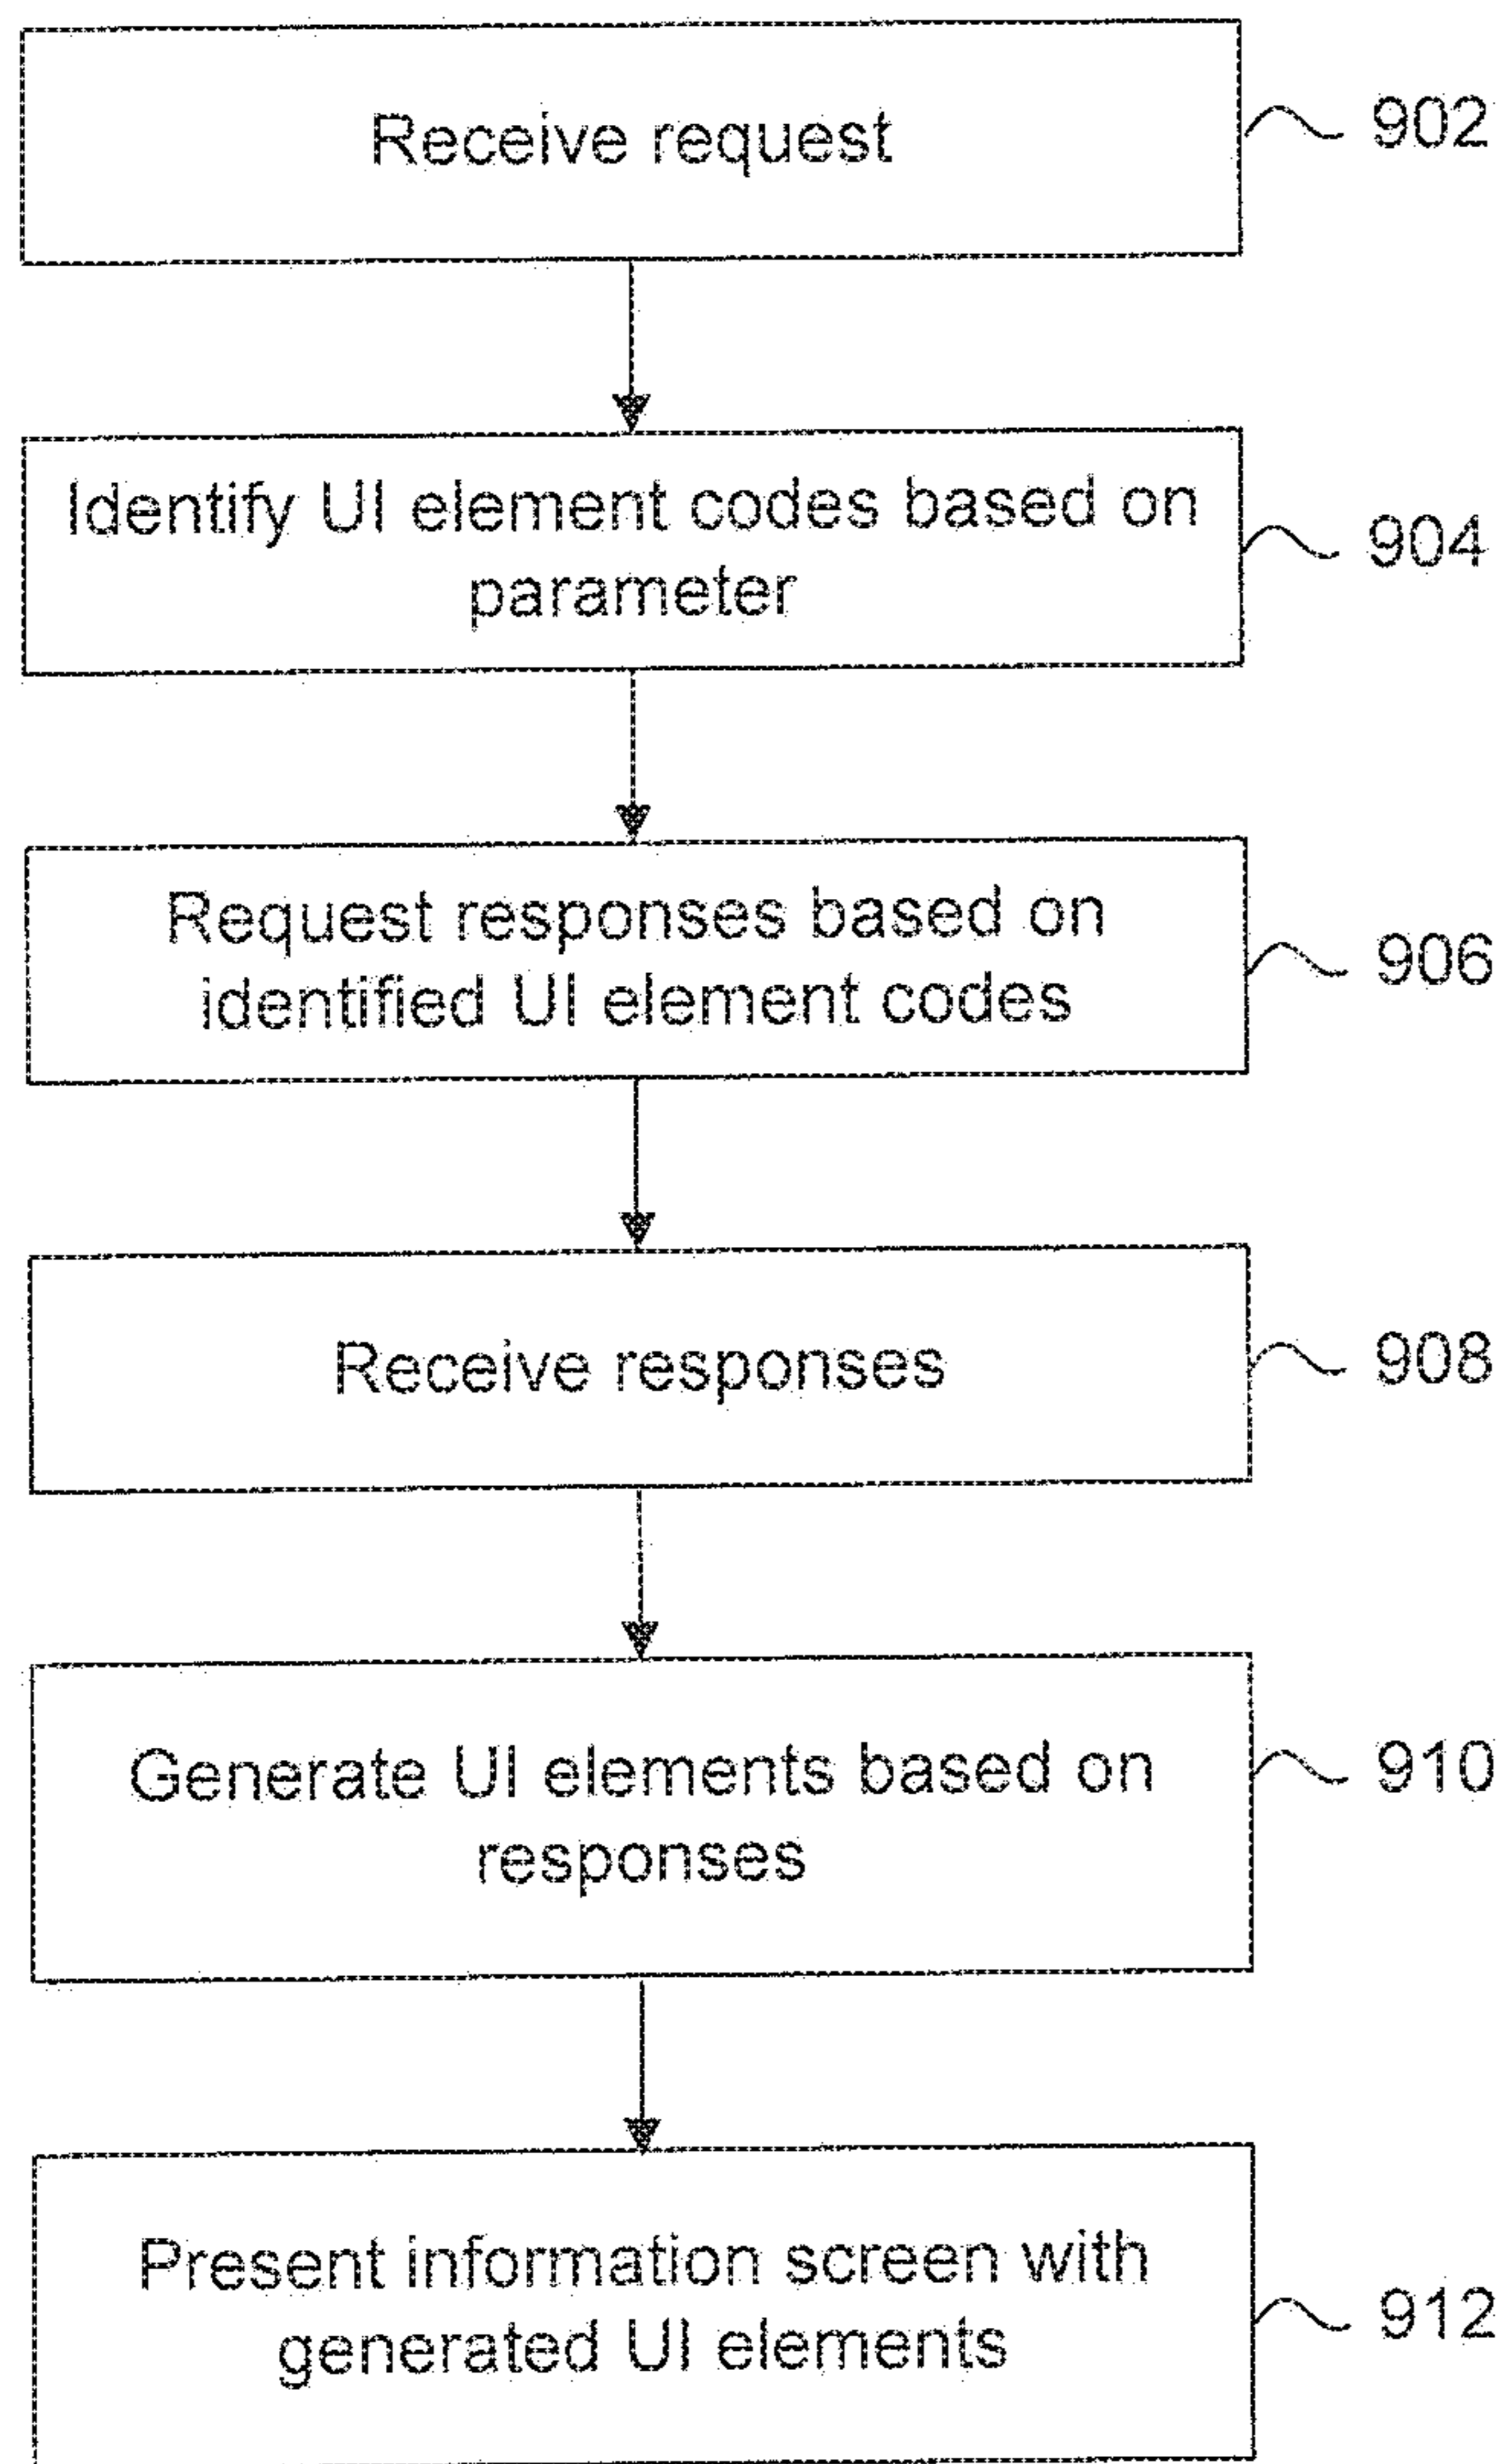 Receive request
902
Identify UI element codes based on
parameter
904
Request responses based on
identified UI element codes
906
Receive responses
908
Generate UI elements based on
responses
910
Present information screen with
generated UI elements
912